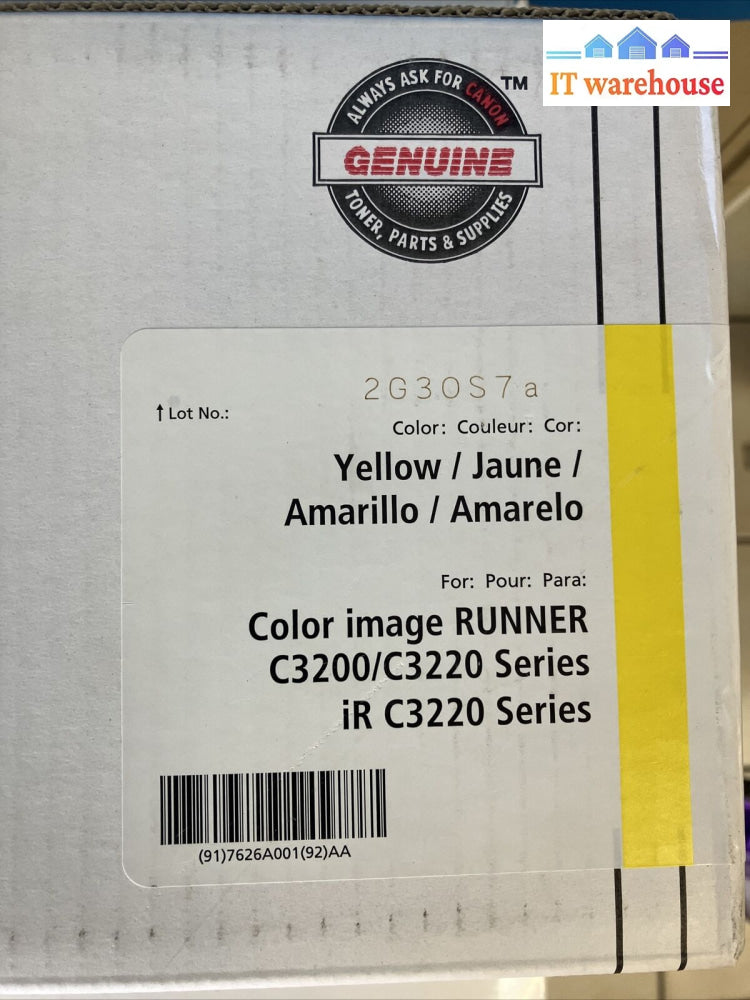 IT warehouse
ALWAYS ASK FOR CANON
TM
GENUINE
TONER, PARTS & SUPPLIES
2G30S7a
↑ Lot No.:
Color: Couleur: Cor:
Yellow / Jaune /
Amarillo / Amarelo
For: Pour: Para:
Color image RUNNER
C3200/C3220 Series
iR C3220 Series
(91)7626A001(92)AA